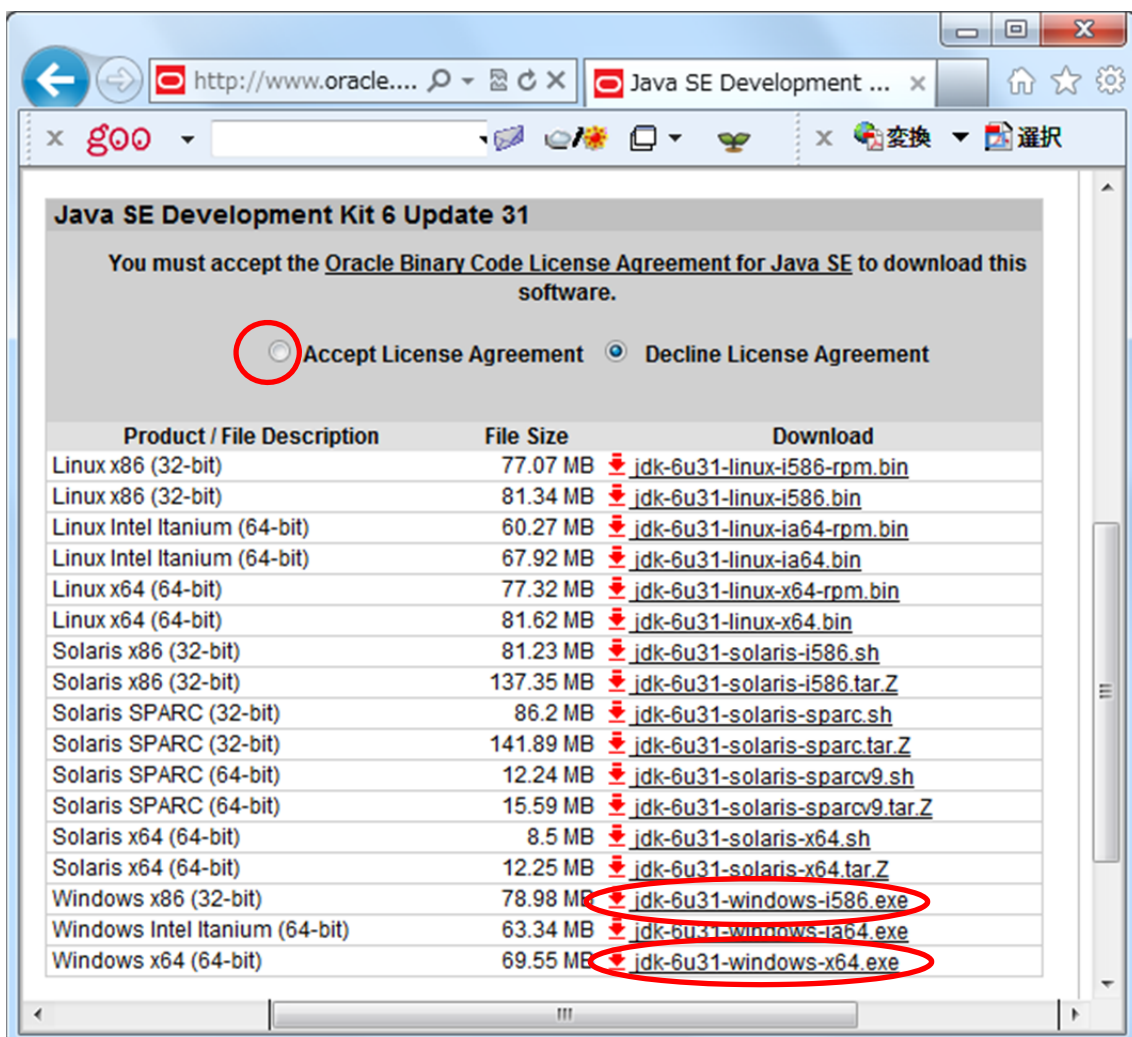 http://www.oracle....
Java SE Development ...
goo
変換
選択
Java SE Development Kit 6 Update 31
You must accept the Oracle Binary Code License Agreement for Java SE to download this
software.
Accept License Agreement Decline License Agreement
Product / File Description File Size Download
Linux x86 (32-bit) 77.07 MB jdk-6u31-linux-i586-rpm.bin
Linux x86 (32-bit) 81.34 MB jdk-6u31-linux-i586.bin
Linux Intel Itanium (64-bit) 60.27 MB jdk-6u31-linux-ia64-rpm.bin
Linux Intel Itanium (64-bit) 67.92 MB jdk-6u31-linux-ia64.bin
Linux x64 (64-bit) 77.32 MB jdk-6u31-linux-x64-rpm.bin
Linux x64 (64-bit) 81.62 MB jdk-6u31-linux-x64.bin
Solaris x86 (32-bit) 81.23 MB jdk-6u31-solaris-i586.sh
Solaris x86 (32-bit) 137.35 MB jdk-6u31-solaris-i586.tar.Z
Solaris SPARC (32-bit) 86.2 MB jdk-6u31-solaris-sparc.sh
Solaris SPARC (32-bit) 141.89 MB jdk-6u31-solaris-sparc.tar.Z
Solaris SPARC (64-bit) 12.24 MB jdk-6u31-solaris-sparcv9.sh
Solaris SPARC (64-bit) 15.59 MB jdk-6u31-solaris-sparcv9.tar.Z
Solaris x64 (64-bit) 8.5 MB jdk-6u31-solaris-x64.sh
Solaris x64 (64-bit) 12.25 MB jdk-6u31-solaris-x64.tar.Z
Windows x86 (32-bit) 78.98 MB jdk-6u31-windows-i586.exe
Windows Intel Itanium (64-bit) 63.34 MB jdk-6u31-windows-ia64.exe
Windows x64 (64-bit) 69.55 MB jdk-6u31-windows-x64.exe